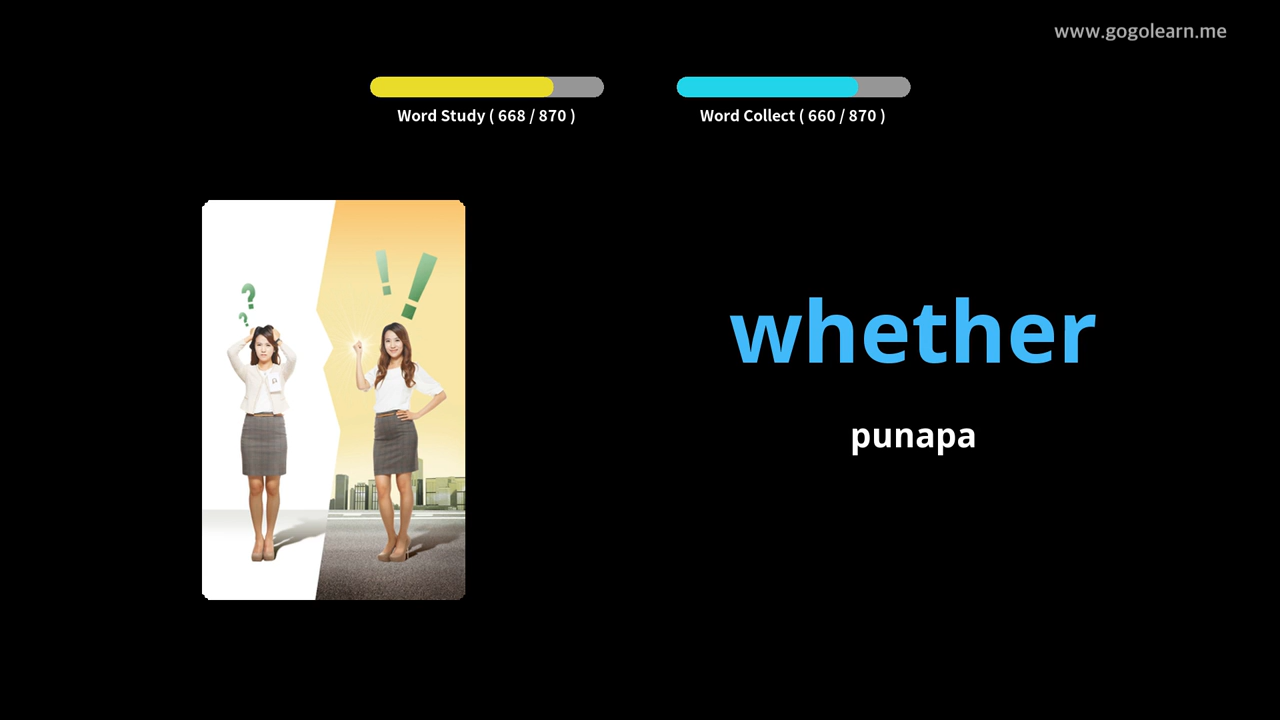 www.gogolearn.me
Word Study ( 668 / 870 )
Word Collect ( 660 / 870 )
? ?
! !
whether
punapa